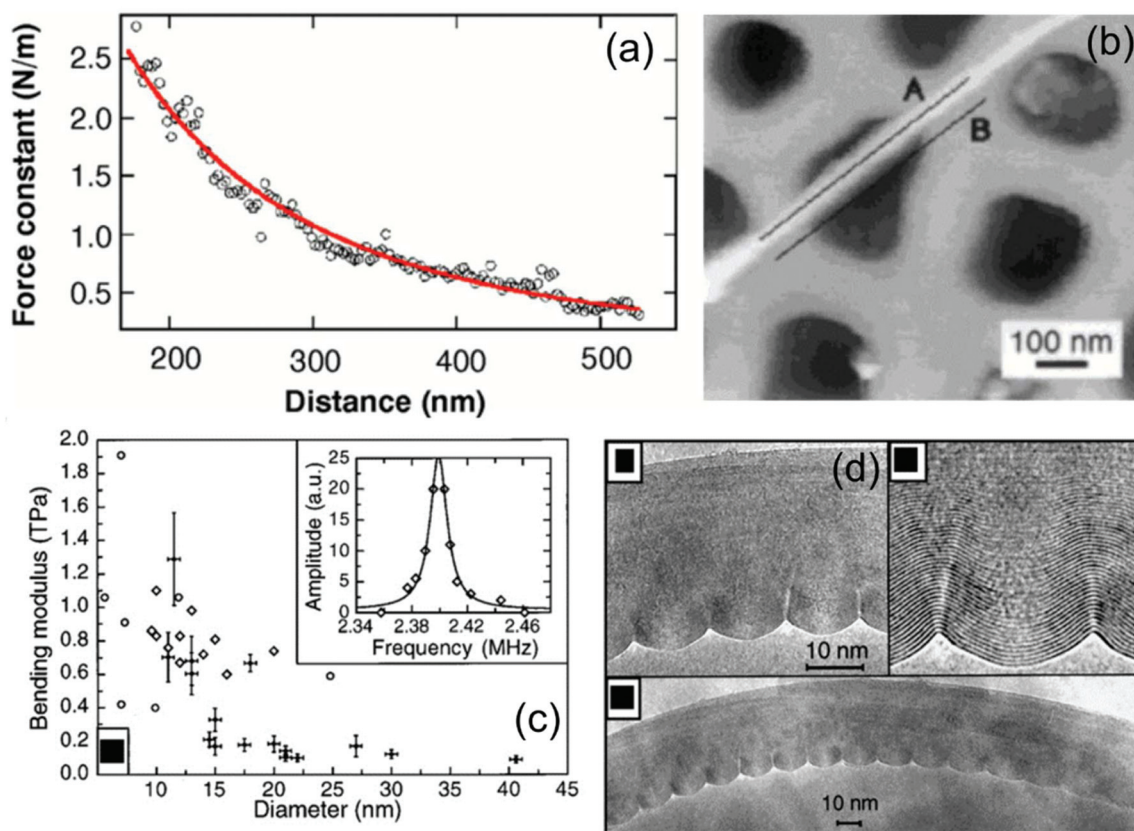 (a)
Force constant (N/m)
2.5
2.0
1.5
1.0
0.5
200 300 400 500
Distance (nm)
(b)
A
B
100 nm
(c)
Bending modulus (TPa)
2.0
1.8
1.6
1.4
1.2
1.0
0.8
0.6
0.4
0.2
0.0
10 15 20 25 30 35 40 45
Diameter (nm)
Amplitude (a.u.)
25
20
15
10
5
0
2.34 2.38 2.42 2.46
Frequency (MHz)
(d)
10 nm
10 nm